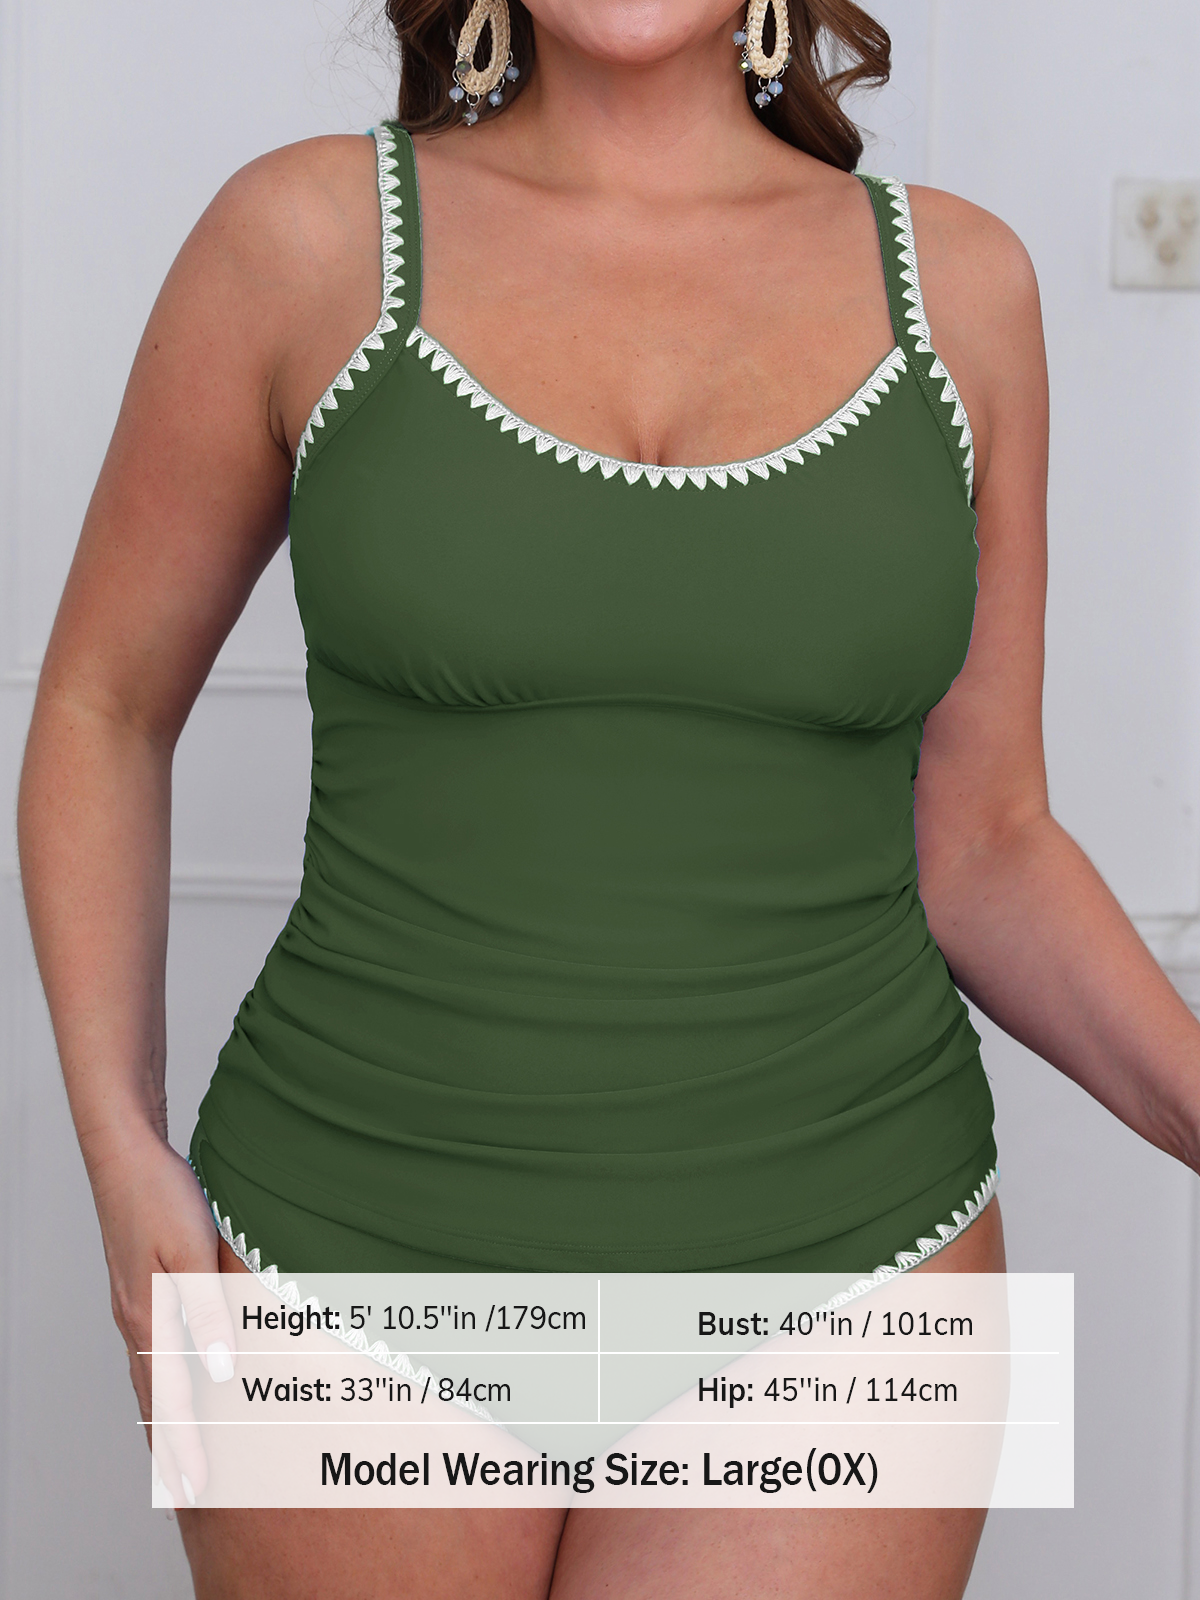 Height: 5' 10.5"in /179cm
Bust: 40"in / 101cm
Waist: 33"in / 84cm
Hip: 45"in / 114cm
Model Wearing Size: Large(0X)